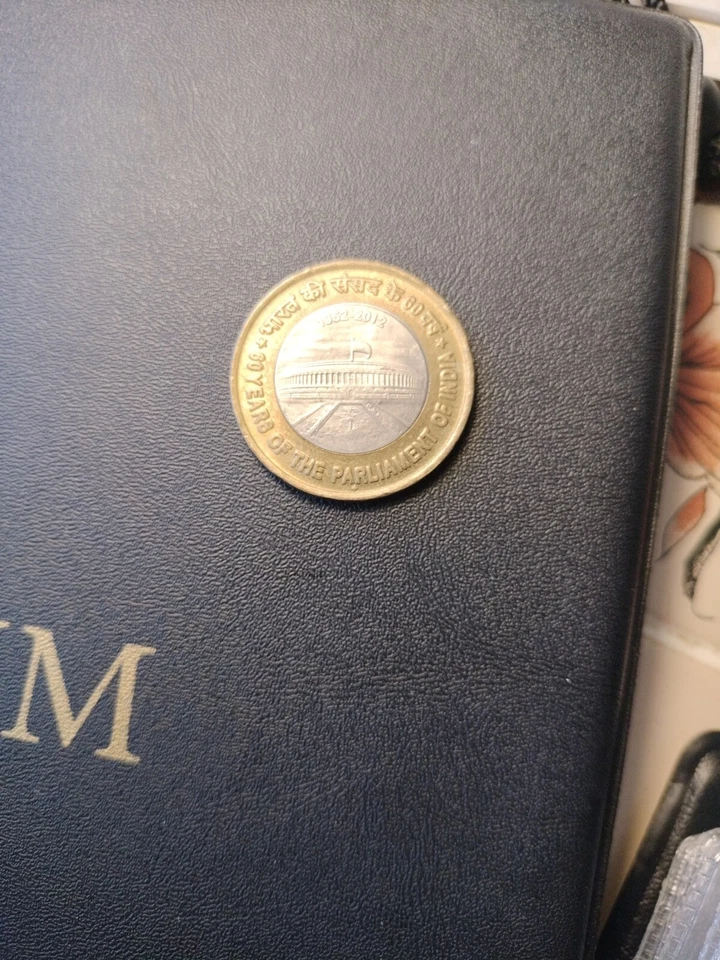 भारत की संसद के 60 वर्ष
1952-2012
★ 60 YEARS OF THE PARLIAMENT OF INDIA ★
M